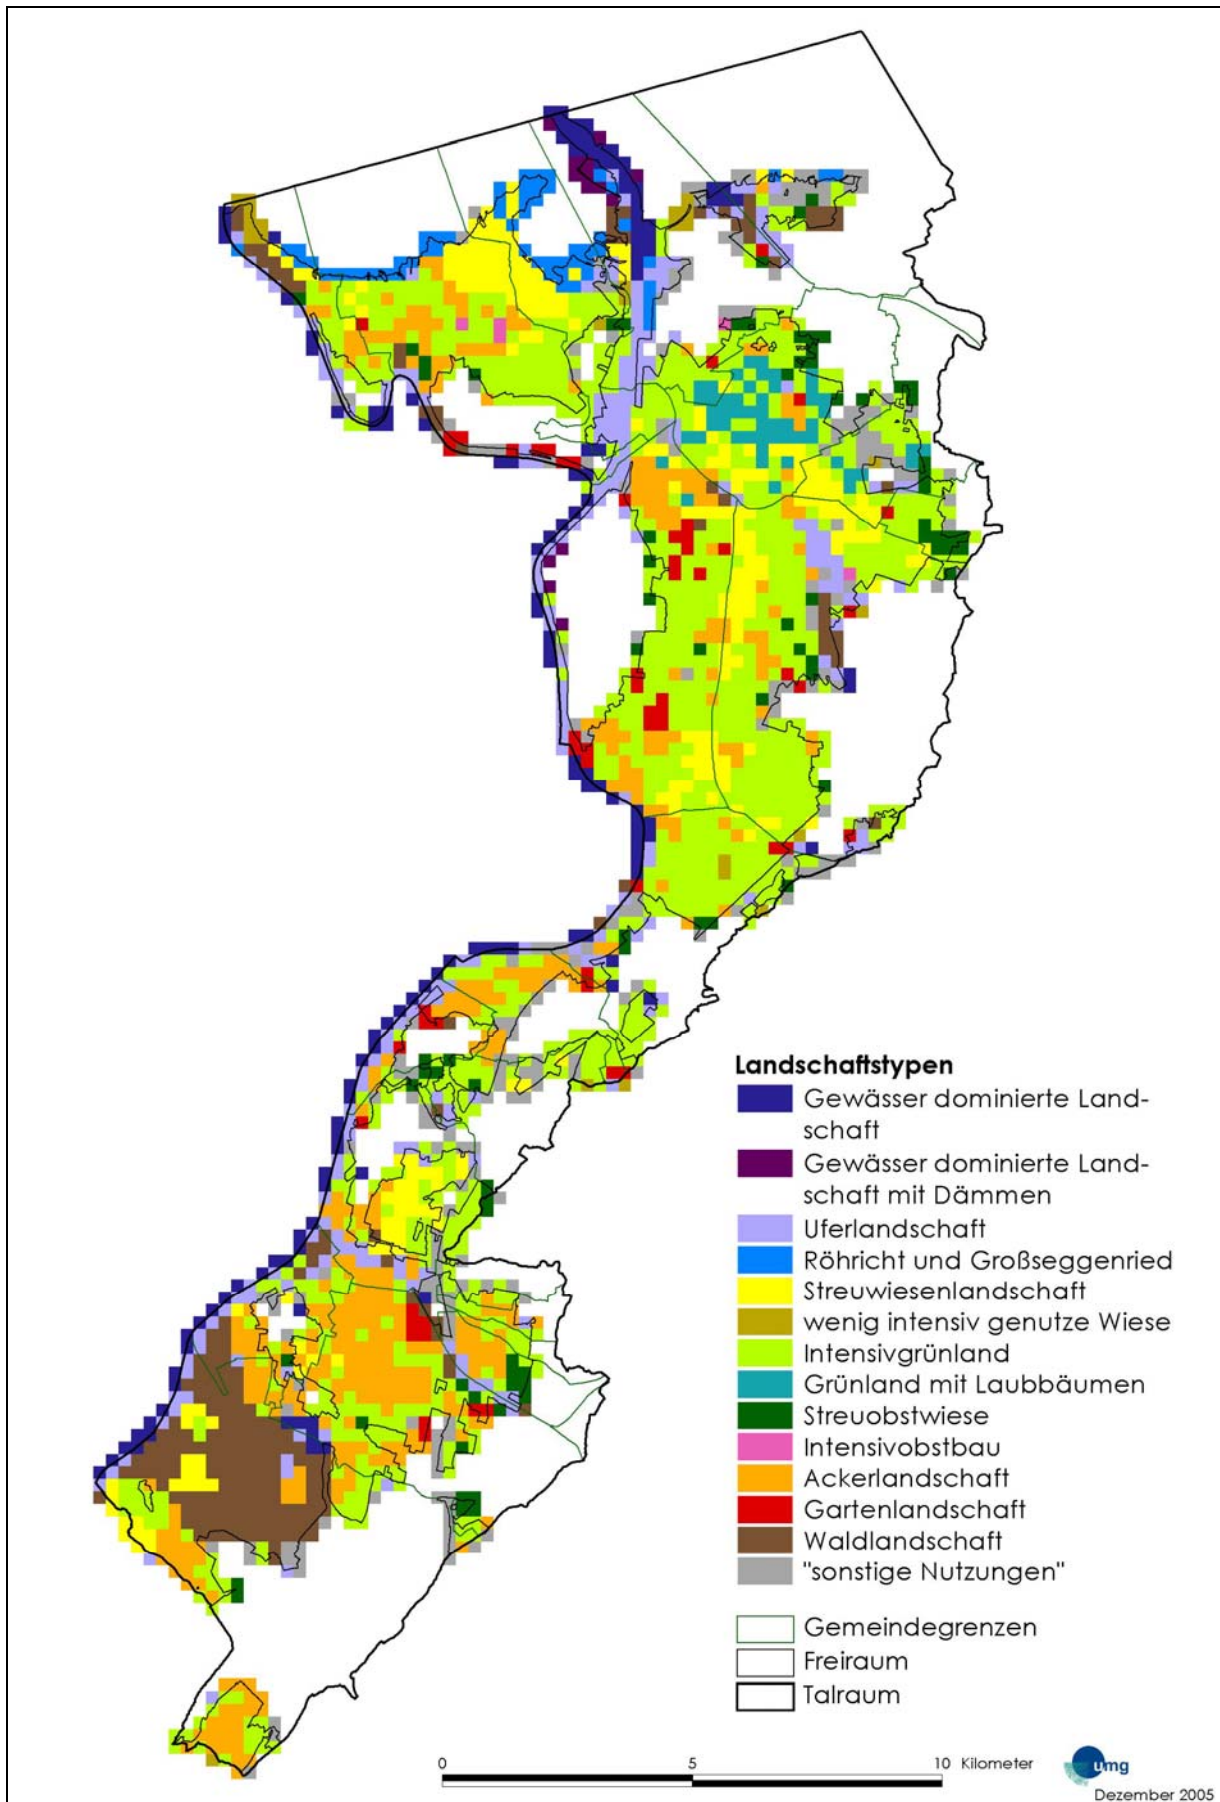 Landschaftstypen
Gewässer dominierte Land-
schaft
Gewässer dominierte Land-
schaft mit Dämmen
Uferlandschaft
Röhricht und Großseggenried
Streuwiesenlandschaft
wenig intensiv genutze Wiese
Intensivgrünland
Grünland mit Laubbäumen
Streuobstwiese
Intensivobstbau
Ackerlandschaft
Gartenlandschaft
Waldlandschaft
"sonstige Nutzungen"
Gemeindegrenzen
Freiraum
Talraum
0 5 10 Kilometer
umg
Dezember 2005